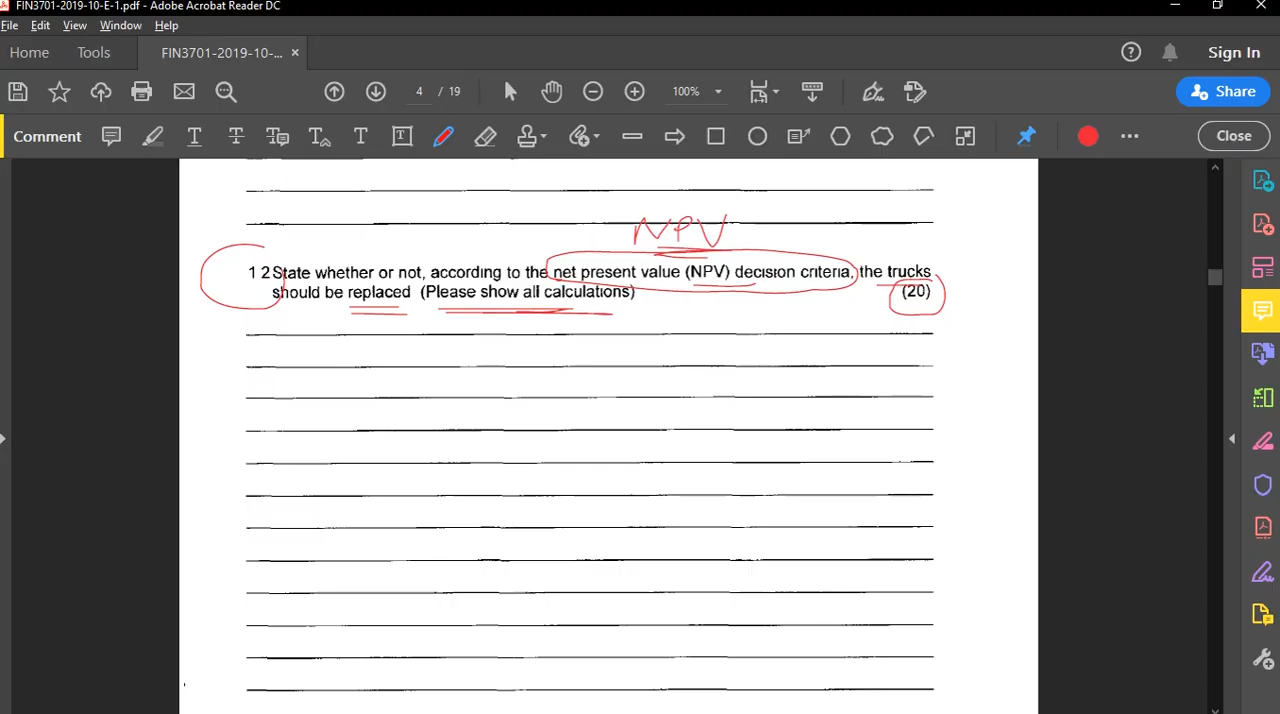 FIN3701-2019-10-E-1.pdf - Adobe Acrobat Reader DC
File Edit View Window Help
Home Tools FIN3701-2019-10-... × Sign In
4 / 19 100% Share
Comment Close
NPV
1 2 State whether or not, according to the net present value (NPV) decision criteria, the trucks
should be replaced (Please show all calculations) (20)